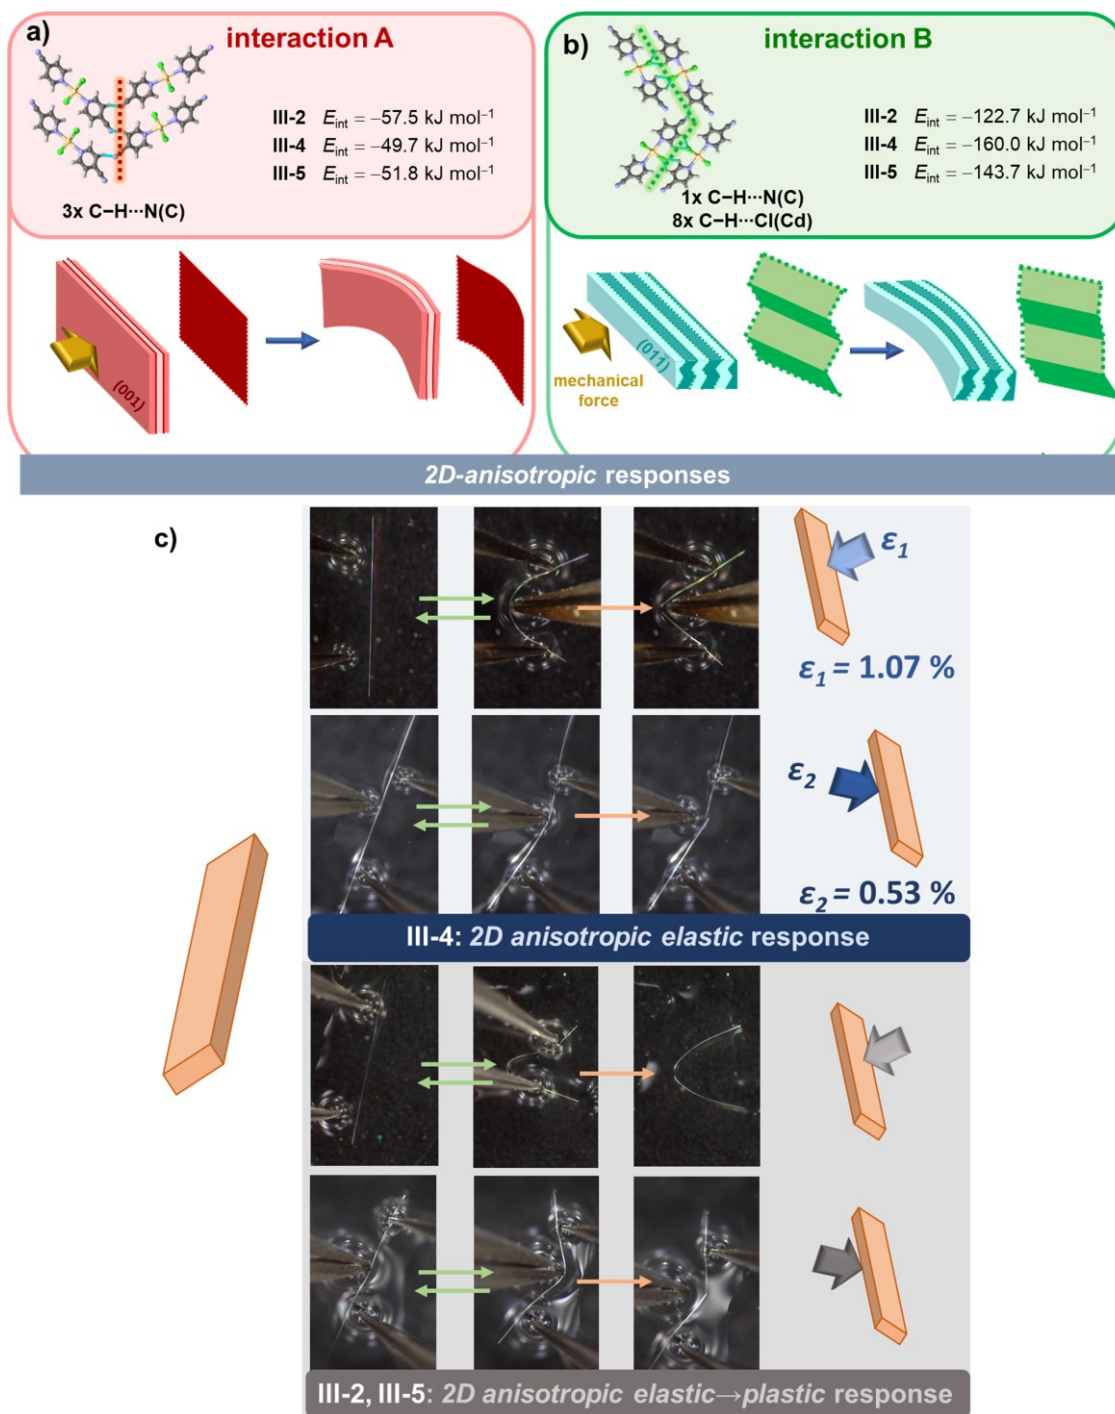 a)
interaction A
III-2 Eint = −57.5 kJ mol⁻¹
III-4 Eint = −49.7 kJ mol⁻¹
III-5 Eint = −51.8 kJ mol⁻¹
3x C−H···N(C)
(001)
b)
interaction B
III-2 Eint = −122.7 kJ mol⁻¹
III-4 Eint = −160.0 kJ mol⁻¹
III-5 Eint = −143.7 kJ mol⁻¹
1x C−H···N(C)
8x C−H···Cl(Cd)
mechanical
force
(011)
2D-anisotropic responses
c)
ε1
ε1 = 1.07 %
ε2
ε2 = 0.53 %
III-4: 2D anisotropic elastic response
III-2, III-5: 2D anisotropic elastic→plastic response